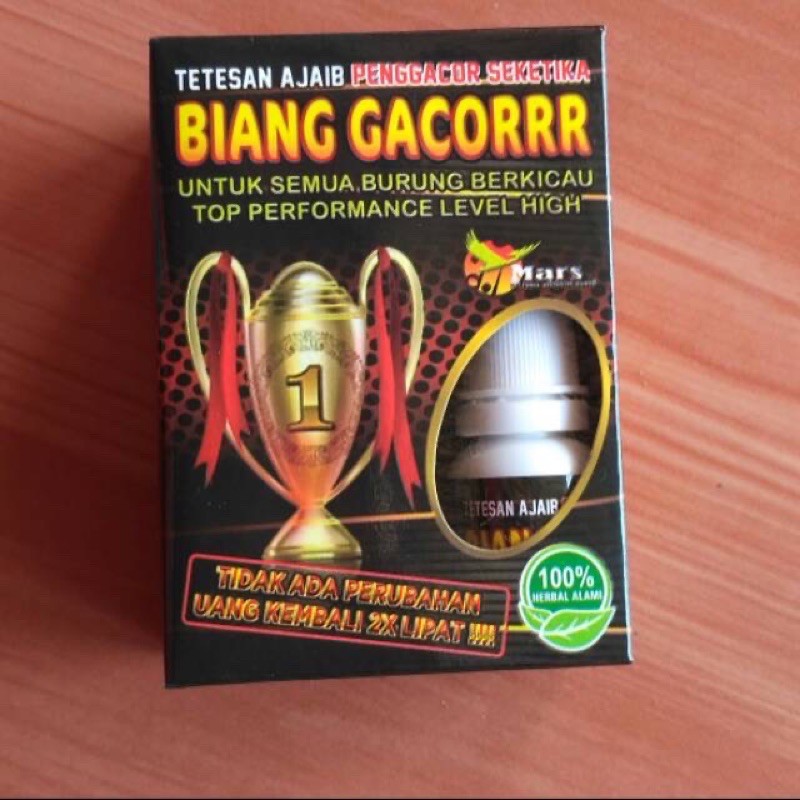 TETESAN AJAIB PENGGACOR SEKETIKA
BIANG GACORRR
UNTUK SEMUA BURUNG BERKICAU
TOP PERFORMANCE LEVEL HIGH
Mars
1
TETESAN AJAIB
TIDAK ADA PERUBAHAN
UANG KEMBALI 2X LIPAT !!!!
100%
HERBAL ALAMI